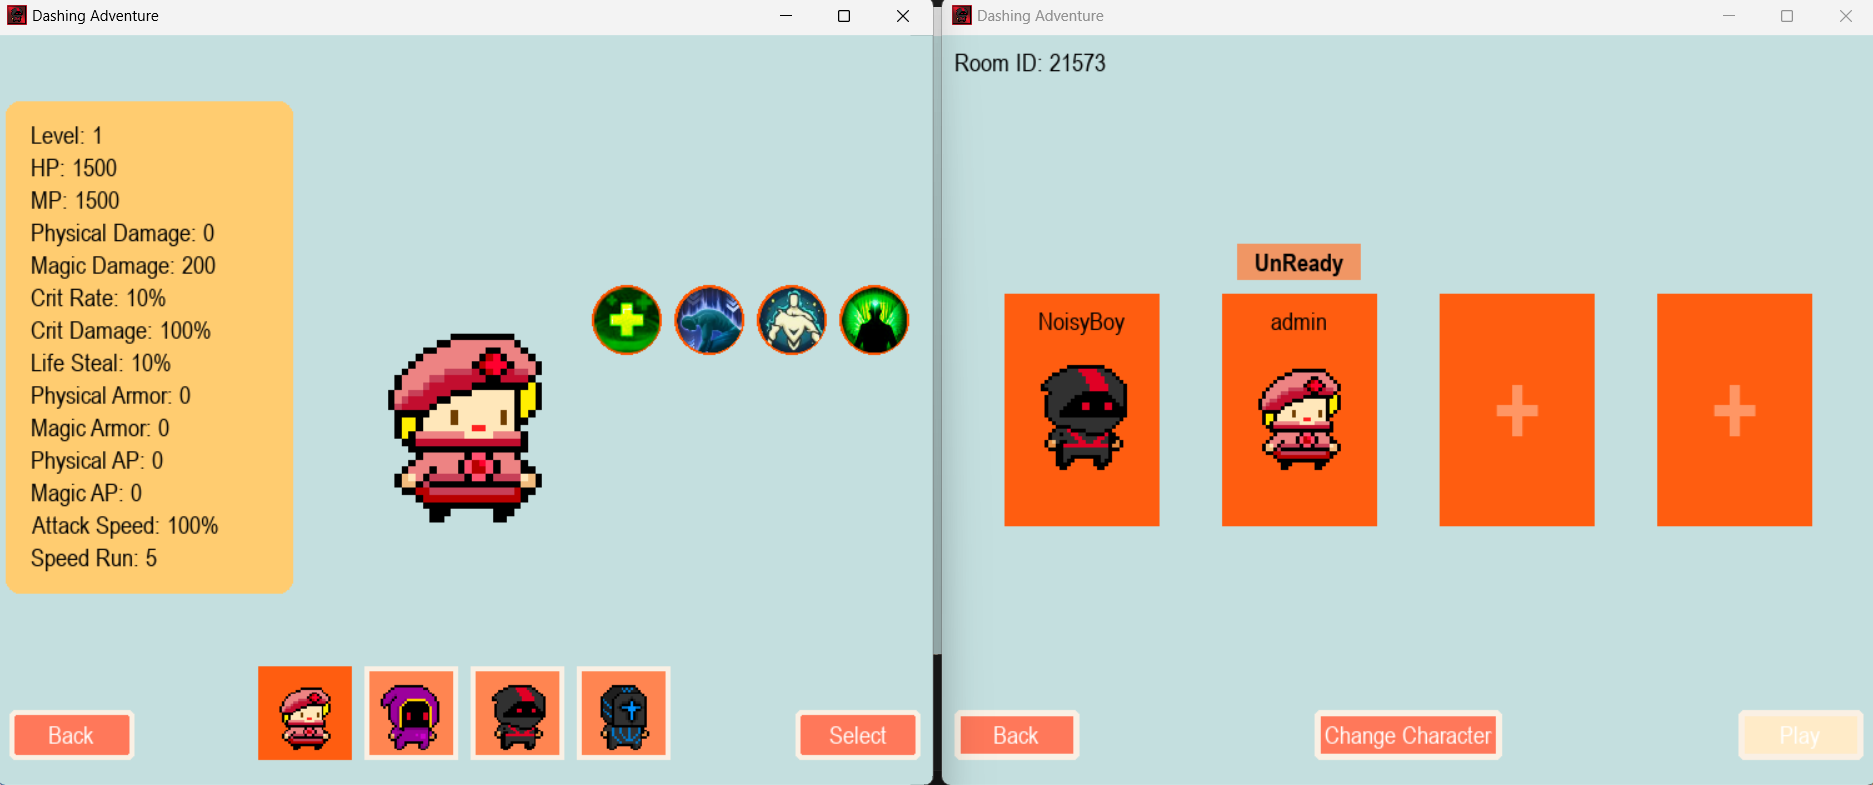 Dashing Adventure
Level: 1
HP: 1500
MP: 1500
Physical Damage: 0
Magic Damage: 200
Crit Rate: 10%
Crit Damage: 100%
Life Steal: 10%
Physical Armor: 0
Magic Armor: 0
Physical AP: 0
Magic AP: 0
Attack Speed: 100%
Speed Run: 5
Back
Select
Dashing Adventure
Room ID: 21573
UnReady
NoisyBoy
admin
Back
Change Character
Play